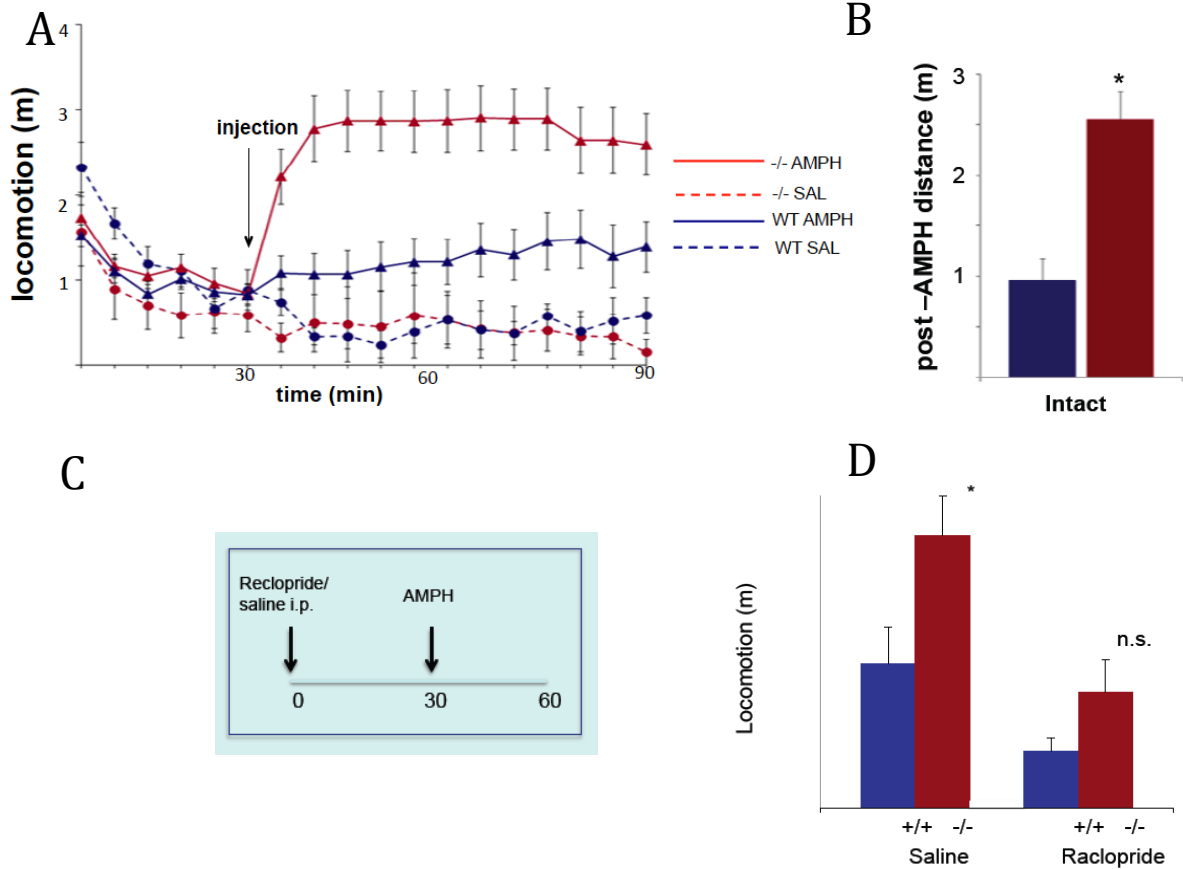 A
4
3
2
1
locomotion (m)
injection
30
60
90
time (min)
-/- AMPH
-/- SAL
WT AMPH
WT SAL
B
3
2
1
0
post –AMPH distance (m)
*
Intact
C
Reclopride/
saline i.p.
AMPH
0
30
60
D
Locomotion (m)
*
n.s.
+/+ -/-
+/+ -/-
Saline
Raclopride